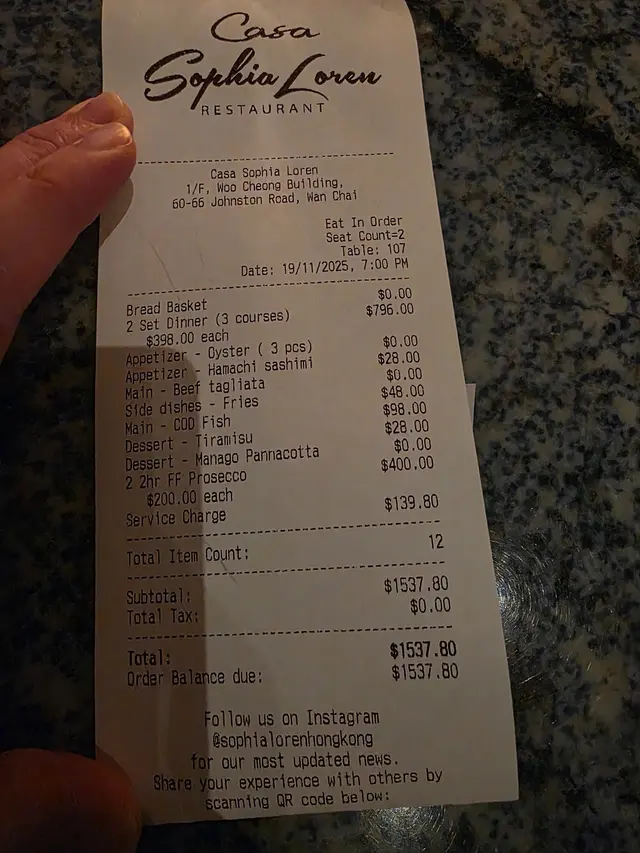 Casa
Sophia Loren
RESTAURANT
Casa Sophia Loren
1/F, Woo Cheong Building,
60-66 Johnston Road, Wan Chai
Eat In Order
Seat Count=2
Table: 107
Date: 19/11/2025, 7:00 PM
Bread Basket $0.00
2 Set Dinner (3 courses) $796.00
$398.00 each
Appetizer - Oyster ( 3 pcs) $0.00
Appetizer - Hamachi sashimi $28.00
Main - Beef tagliata $0.00
Side dishes - Fries $48.00
Main - COD Fish $98.00
Dessert - Tiramisu $28.00
Dessert - Manago Pannacotta $0.00
2 2hr FF Prosecco $400.00
$200.00 each
Service Charge $139.80
Total Item Count: 12
Subtotal: $1537.80
Total Tax: $0.00
Total: $1537.80
Order Balance due: $1537.80
Follow us on Instagram
@sophialorenhongkong
for our most updated news.
Share your experience with others by
scanning QR code below: